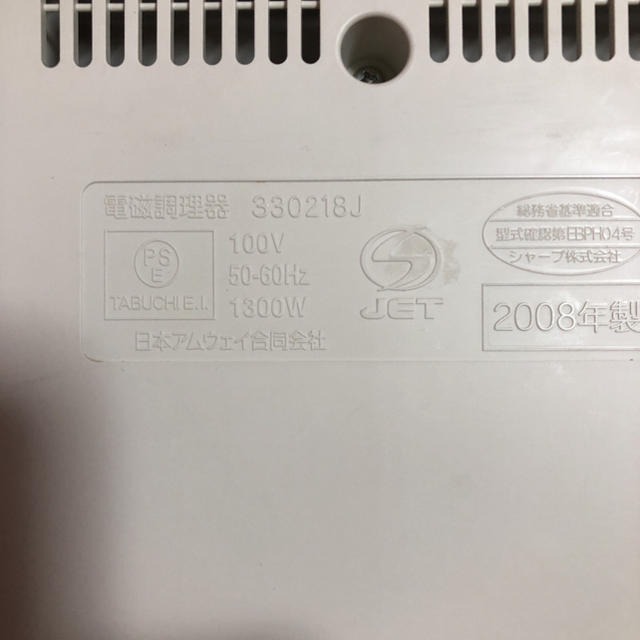 電磁調理器 330218J
PS
E
TABUCHI E.I.
100V
50-60Hz
1300W
JET
日本アムウェイ合同会社
総務省基準適合
型式確認第EBPH04号
シャープ株式会社
2008年製